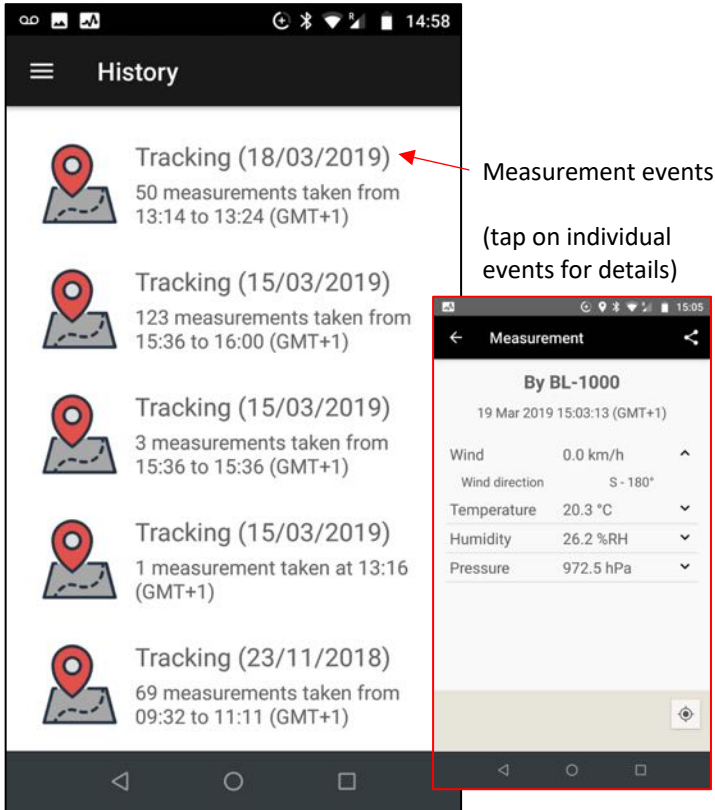 14:58
History
Tracking (18/03/2019)
50 measurements taken from
13:14 to 13:24 (GMT+1)
Tracking (15/03/2019)
123 measurements taken from
15:36 to 16:00 (GMT+1)
Tracking (15/03/2019)
3 measurements taken from
15:36 to 15:36 (GMT+1)
Tracking (15/03/2019)
1 measurement taken at 13:16
(GMT+1)
Tracking (23/11/2018)
69 measurements taken from
09:32 to 11:11 (GMT+1)
Measurement events
(tap on individual
events for details)
15:05
Measurement
By BL-1000
19 Mar 2019 15:03:13 (GMT+1)
Wind 0.0 km/h
Wind direction S - 180°
Temperature 20.3 °C
Humidity 26.2 %RH
Pressure 972.5 hPa